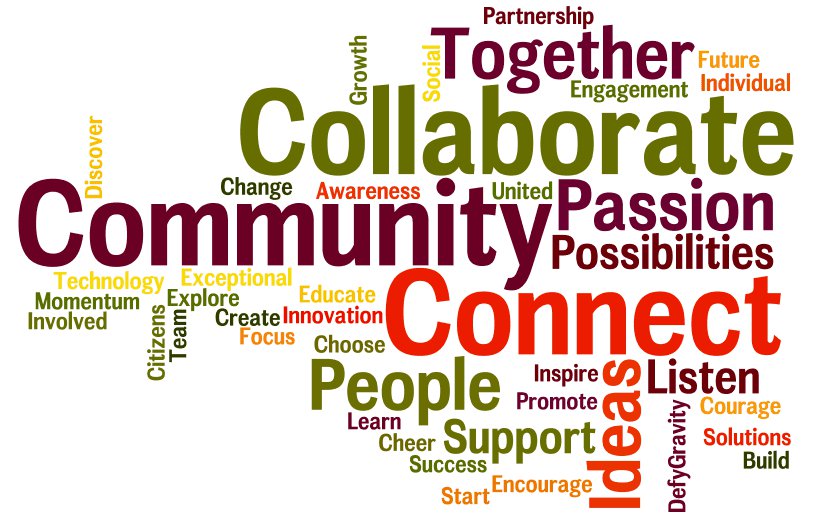 Partnership
Together
Growth
Social
Future
Individual
Engagement
Collaborate
Discover
Change
Awareness
United
Passion
Community
Possibilities
Technology
Exceptional
Connect
Momentum
Explore
Educate
Involved
Citizens
Team
Create
Innovation
Focus
Choose
People
Inspire
Ideas
Listen
Promote
Courage
Learn
DefyGravity
Cheer
Support
Solutions
Success
Build
Start
Encourage